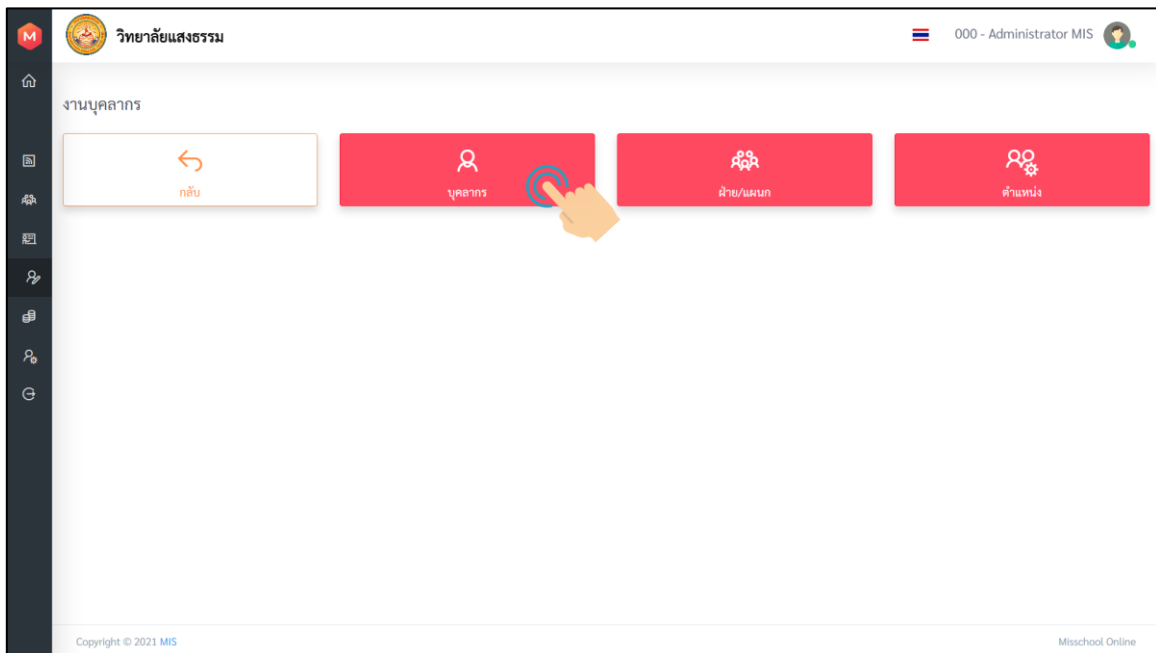 M
วิทยาลัยแสงธรรม
000 - Administrator MIS
งานบุคลากร
กลับ
บุคลากร
ฝ่าย/แผนก
ตำแหน่ง
Copyright © 2021 MIS
Misschool Online